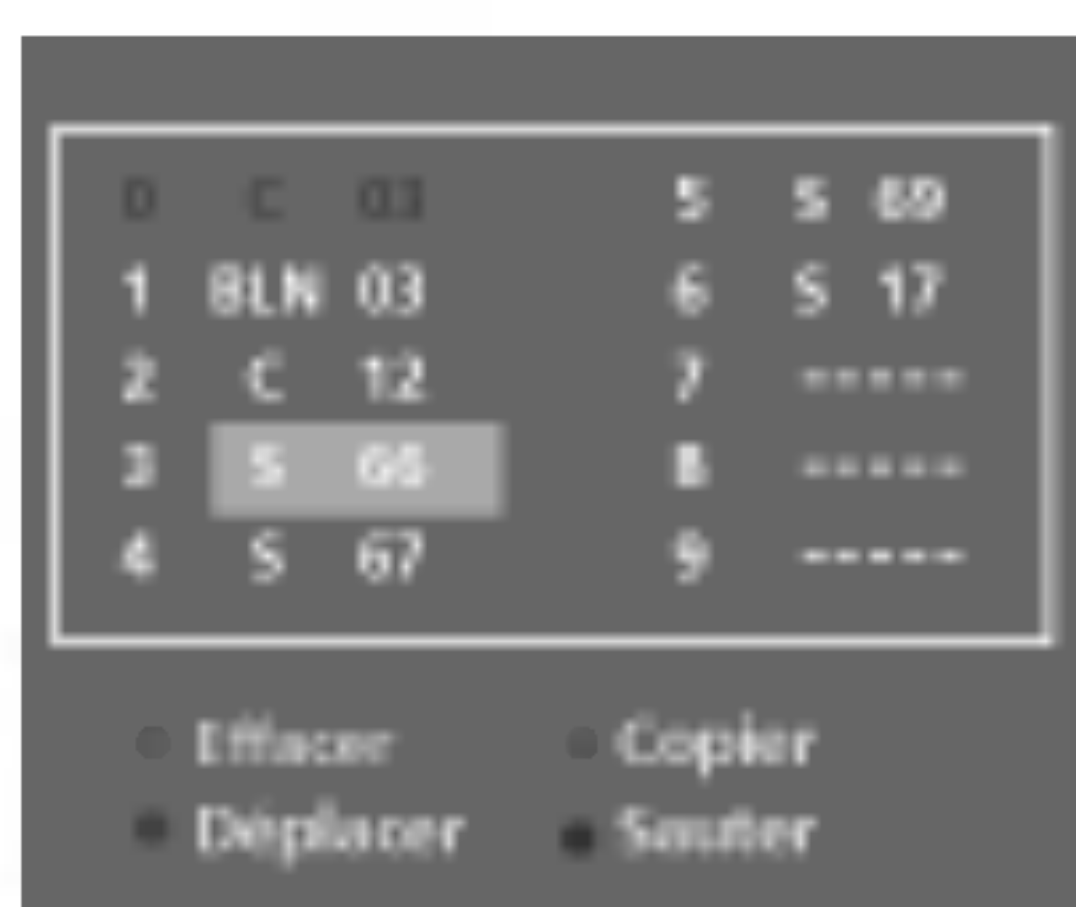 0 C 03
1 BLN 03
2 C 12
3 S 66
4 S 67
5 S 69
6 S 17
7 -----
8 -----
9 -----
Effacer
Copier
Déplacer
Sauter